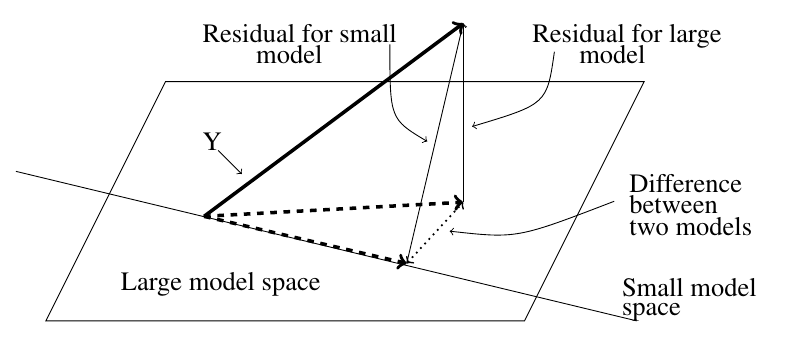 Residual for small
model
Residual for large
model
Y
Difference
between
two models
Large model space
Small model
space